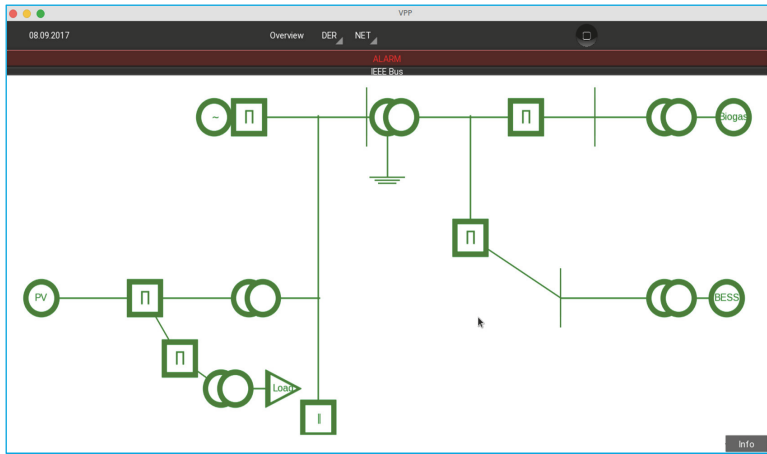 VPP
08.09.2017 Overview DER NET
ALARM
IEEE Bus
~ Π Π Biogas
Π
PV Π BESS
Π
Load
||
Info